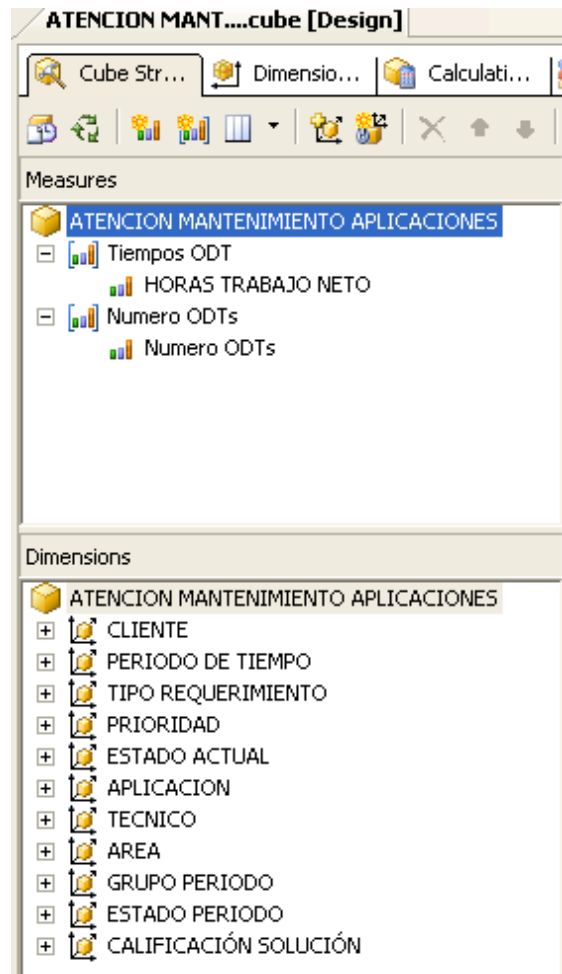 ATENCION MANT....cube [Design]
Cube Str... Dimensio... Calculati...
Measures
ATENCION MANTENIMIENTO APLICACIONES
Tiempos ODT
HORAS TRABAJO NETO
Numero ODTs
Numero ODTs
Dimensions
ATENCION MANTENIMIENTO APLICACIONES
CLIENTE
PERIODO DE TIEMPO
TIPO REQUERIMIENTO
PRIORIDAD
ESTADO ACTUAL
APLICACION
TECNICO
AREA
GRUPO PERIODO
ESTADO PERIODO
CALIFICACIÓN SOLUCIÓN